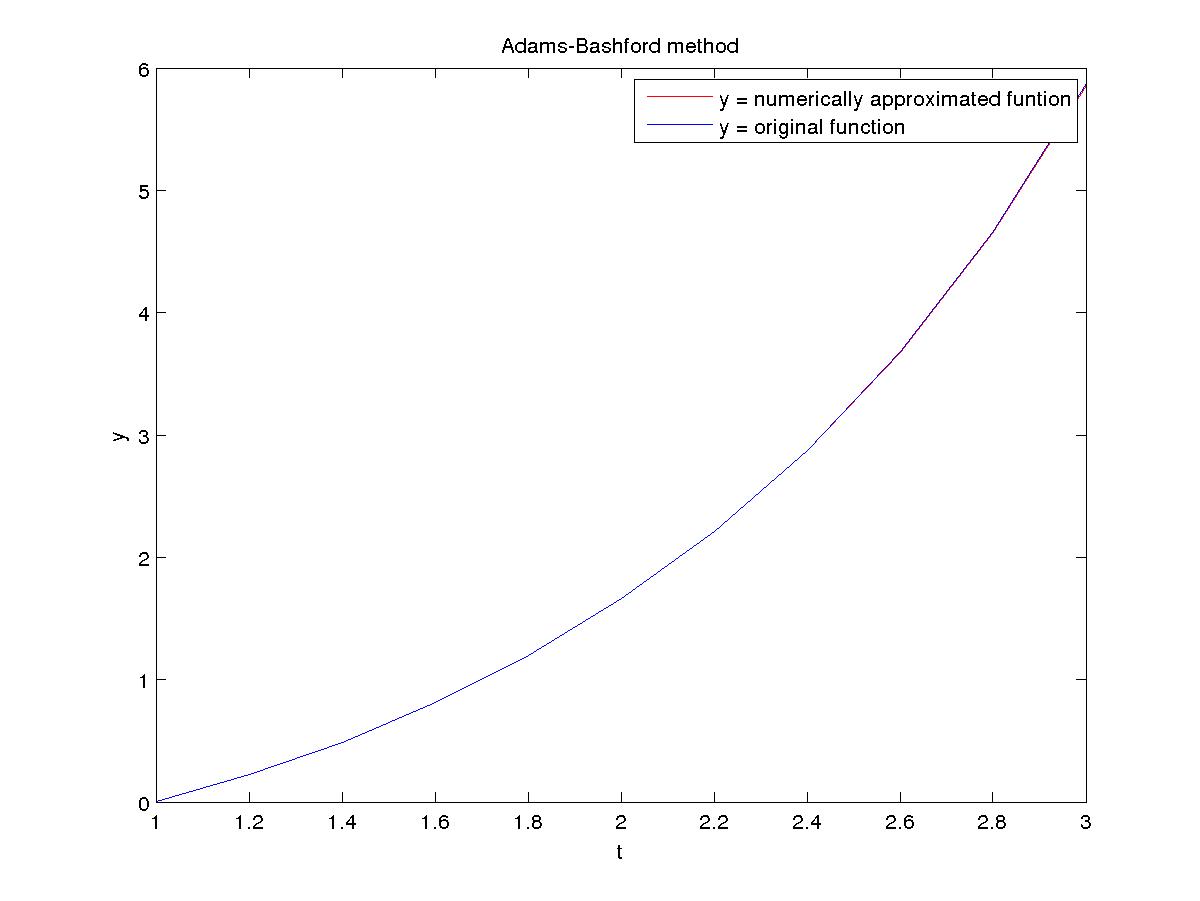 Adams-Bashford method
y = numerically approximated funtion
y = original function
6
5
4
3
2
1
0
y
1 1.2 1.4 1.6 1.8 2 2.2 2.4 2.6 2.8 3
t